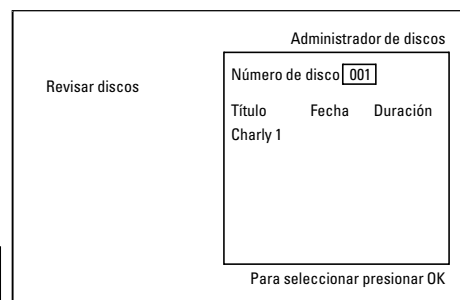 Administrador de discos
Revisar discos
Número de disco 001
Título Fecha Duración
Charly 1
Para seleccionar presionar OK